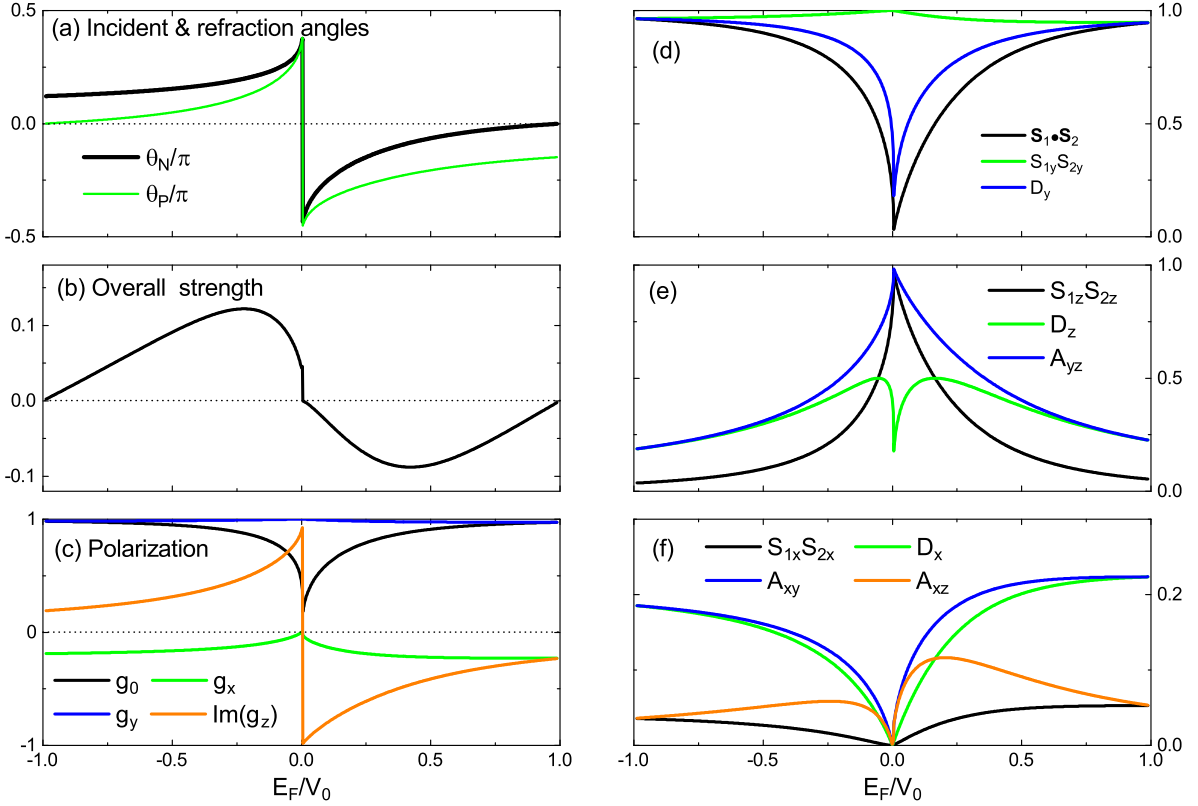 (a) Incident & refraction angles
0.5
0.0
-0.5
θN/π
θP/π
(b) Overall strength
0.1
0.0
-0.1
(c) Polarization
1
0
-1
g0
gx
gy
Im(gz)
-1.0
-0.5
0.0
0.5
1.0
EF/V0
(d)
1.0
0.5
0.0
S1•S2
S1yS2y
Dy
(e)
1.0
0.5
0.0
S1zS2z
Dz
Ayz
(f)
0.2
0.0
S1xS2x
Dx
Axy
Axz
-1.0
-0.5
0.0
0.5
1.0
EF/V0